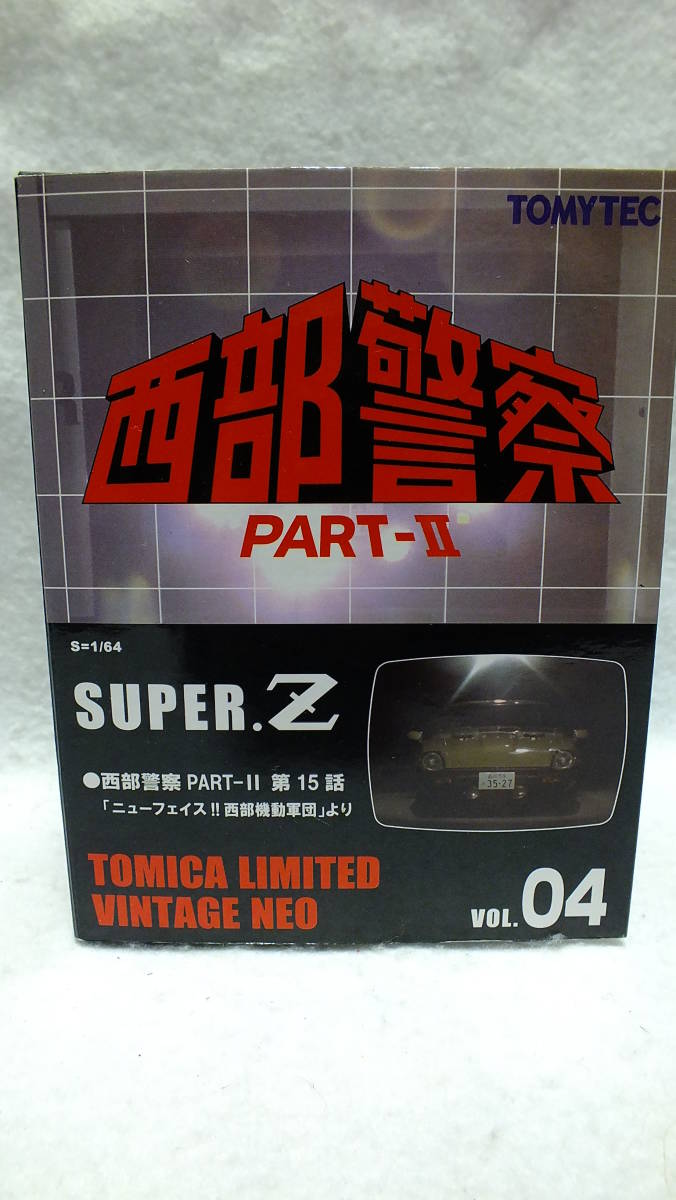 TOMYTEC
西部警察
PART-II
S=1/64
SUPER.Z
●西部警察 PART-II 第15話
「ニューフェイス!!西部機動軍団」より
35-27
TOMICA LIMITED
VINTAGE NEO
VOL.04